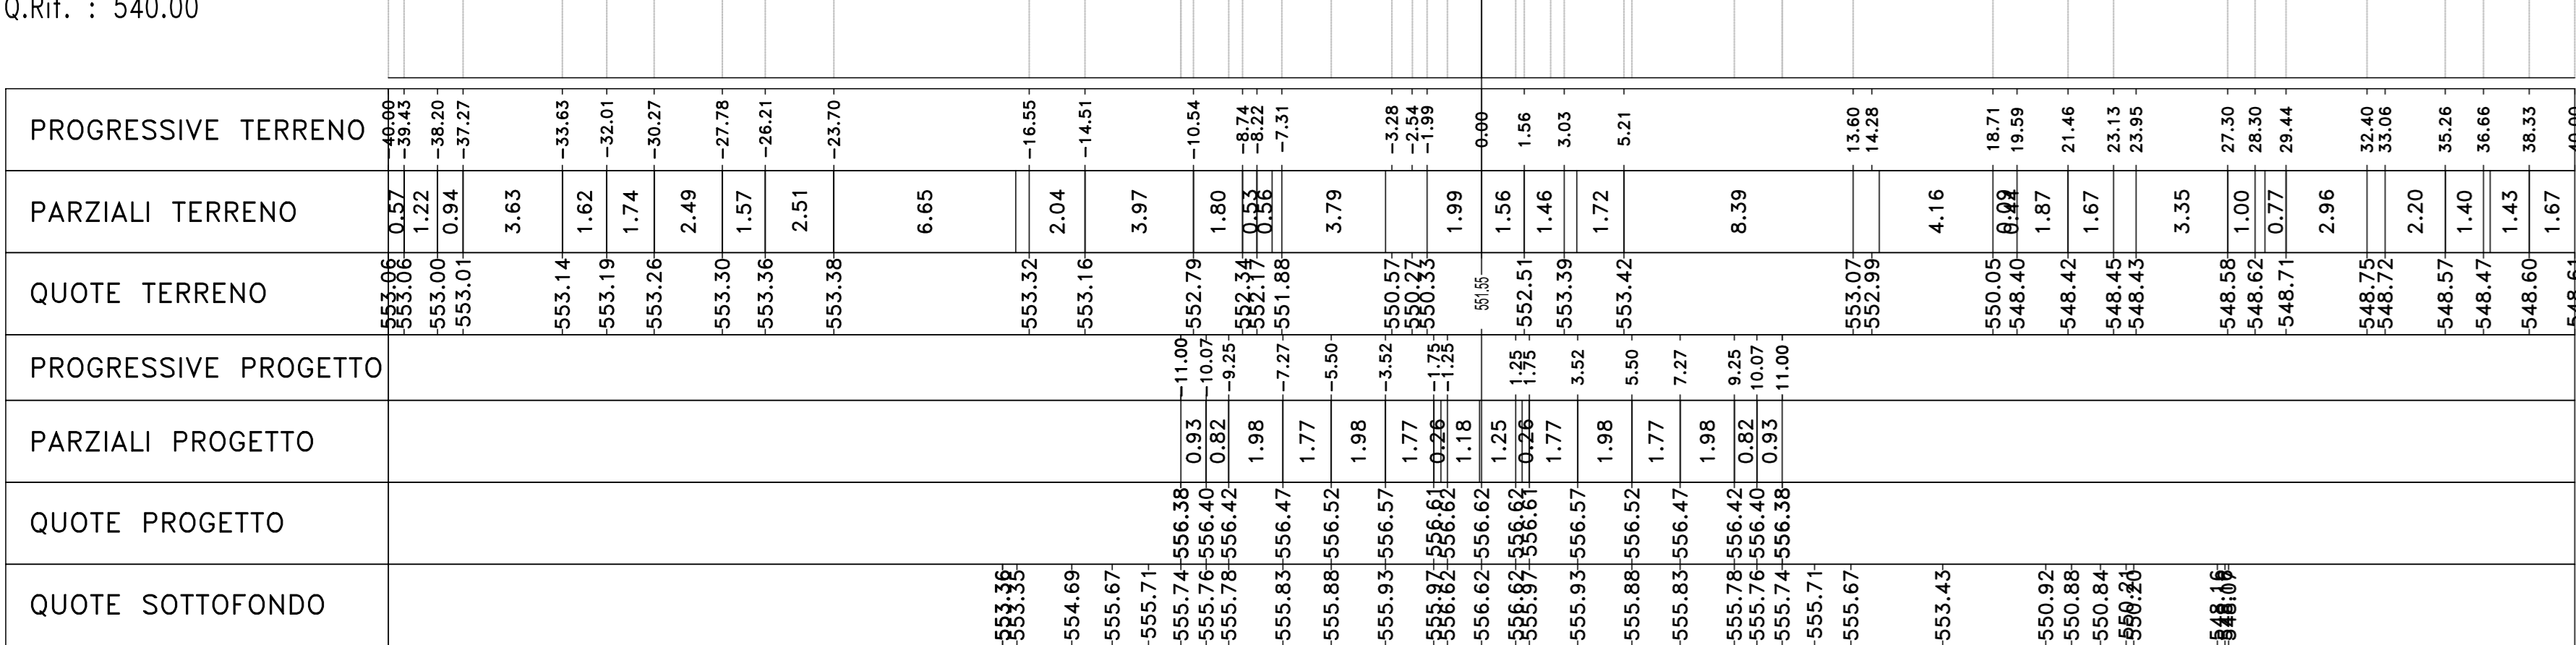 Q.Rif. : 540.00
PROGRESSIVE TERRENO -40.00 -39.43 -38.20 -37.27 -33.63 -32.01 -30.27 -27.78 -26.21 -23.70 -16.55 -14.51 -10.54 -8.74 -8.22 -7.31 -3.28 -2.54 -1.99 0.00 1.56 3.03 5.21 13.60 14.28 18.71 19.59 21.46 23.13 23.95 27.30 28.30 29.44 32.40 33.06 35.26 36.66 38.33 40.00
PARZIALI TERRENO 0.57 1.22 0.94 3.63 1.62 1.74 2.49 1.57 2.51 6.65 2.04 3.97 1.80 0.53 0.56 3.79 1.99 1.56 1.46 1.72 8.39 4.16 0.09 0.44 1.87 1.67 3.35 1.00 0.77 2.96 2.20 1.40 1.43 1.67
QUOTE TERRENO 553.06 553.06 553.00 553.01 553.14 553.19 553.26 553.30 553.36 553.38 553.32 553.16 552.79 552.34 552.17 551.88 550.57 550.27 550.33 551.55 552.51 553.39 553.42 553.07 552.99 550.05 548.40 548.42 548.45 548.43 548.58 548.62 548.71 548.75 548.72 548.57 548.47 548.60 548.61
PROGRESSIVE PROGETTO -11.00 -10.07 -9.25 -7.27 -5.50 -3.52 -1.75 -1.25 1.25 1.75 3.52 5.50 7.27 9.25 10.07 11.00
PARZIALI PROGETTO 0.93 0.82 1.98 1.77 1.98 1.77 0.26 1.18 1.25 0.26 1.77 1.98 1.77 1.98 0.82 0.93
QUOTE PROGETTO 556.38 556.40 556.42 556.47 556.52 556.57 556.61 556.62 556.62 556.62 556.61 556.57 556.52 556.47 556.42 556.40 556.38
QUOTE SOTTOFONDO 553.36 553.35 554.69 555.67 555.71 555.74 555.76 555.78 555.83 555.88 555.93 555.97 556.62 556.62 556.62 555.97 555.93 555.88 555.83 555.78 555.76 555.74 555.71 555.67 553.43 550.92 550.88 550.84 550.21 550.20 548.16 548.07